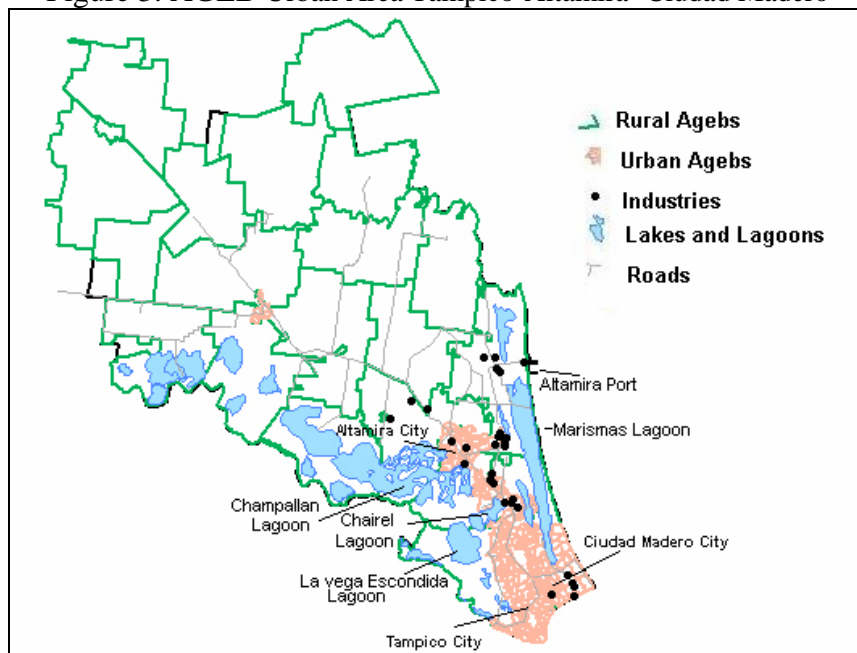 Figure 3. AGEB Urban Area Tampico-Altamira- Ciudad Madero
Rural Agebs
Urban Agebs
Industries
Lakes and Lagoons
Roads
Altamira Port
Marismas Lagoon
Altamira City
Champallan
Lagoon
Chairel
Lagoon
Ciudad Madero City
La vega Escondida
Lagoon
Tampico City